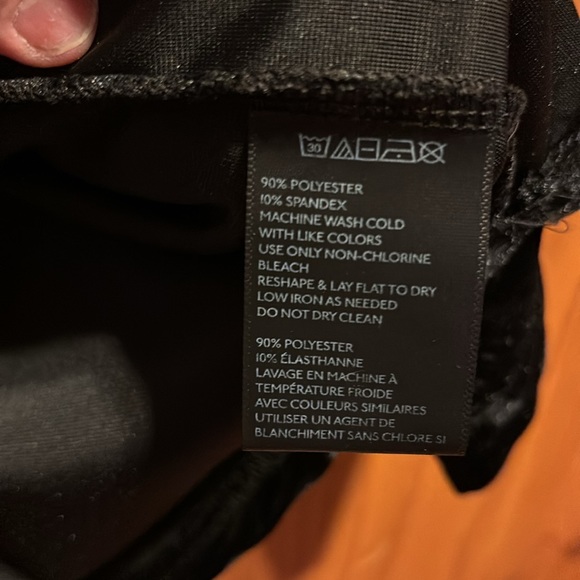 30
90% POLYESTER
10% SPANDEX
MACHINE WASH COLD
WITH LIKE COLORS
USE ONLY NON-CHLORINE
BLEACH
RESHAPE & LAY FLAT TO DRY
LOW IRON AS NEEDED
DO NOT DRY CLEAN
90% POLYESTER
10% ÉLASTHANNE
LAVAGE EN MACHINE À
TEMPÉRATURE FROIDE
AVEC COULEURS SIMILAIRES
UTILISER UN AGENT DE
BLANCHIMENT SANS CHLORE SI